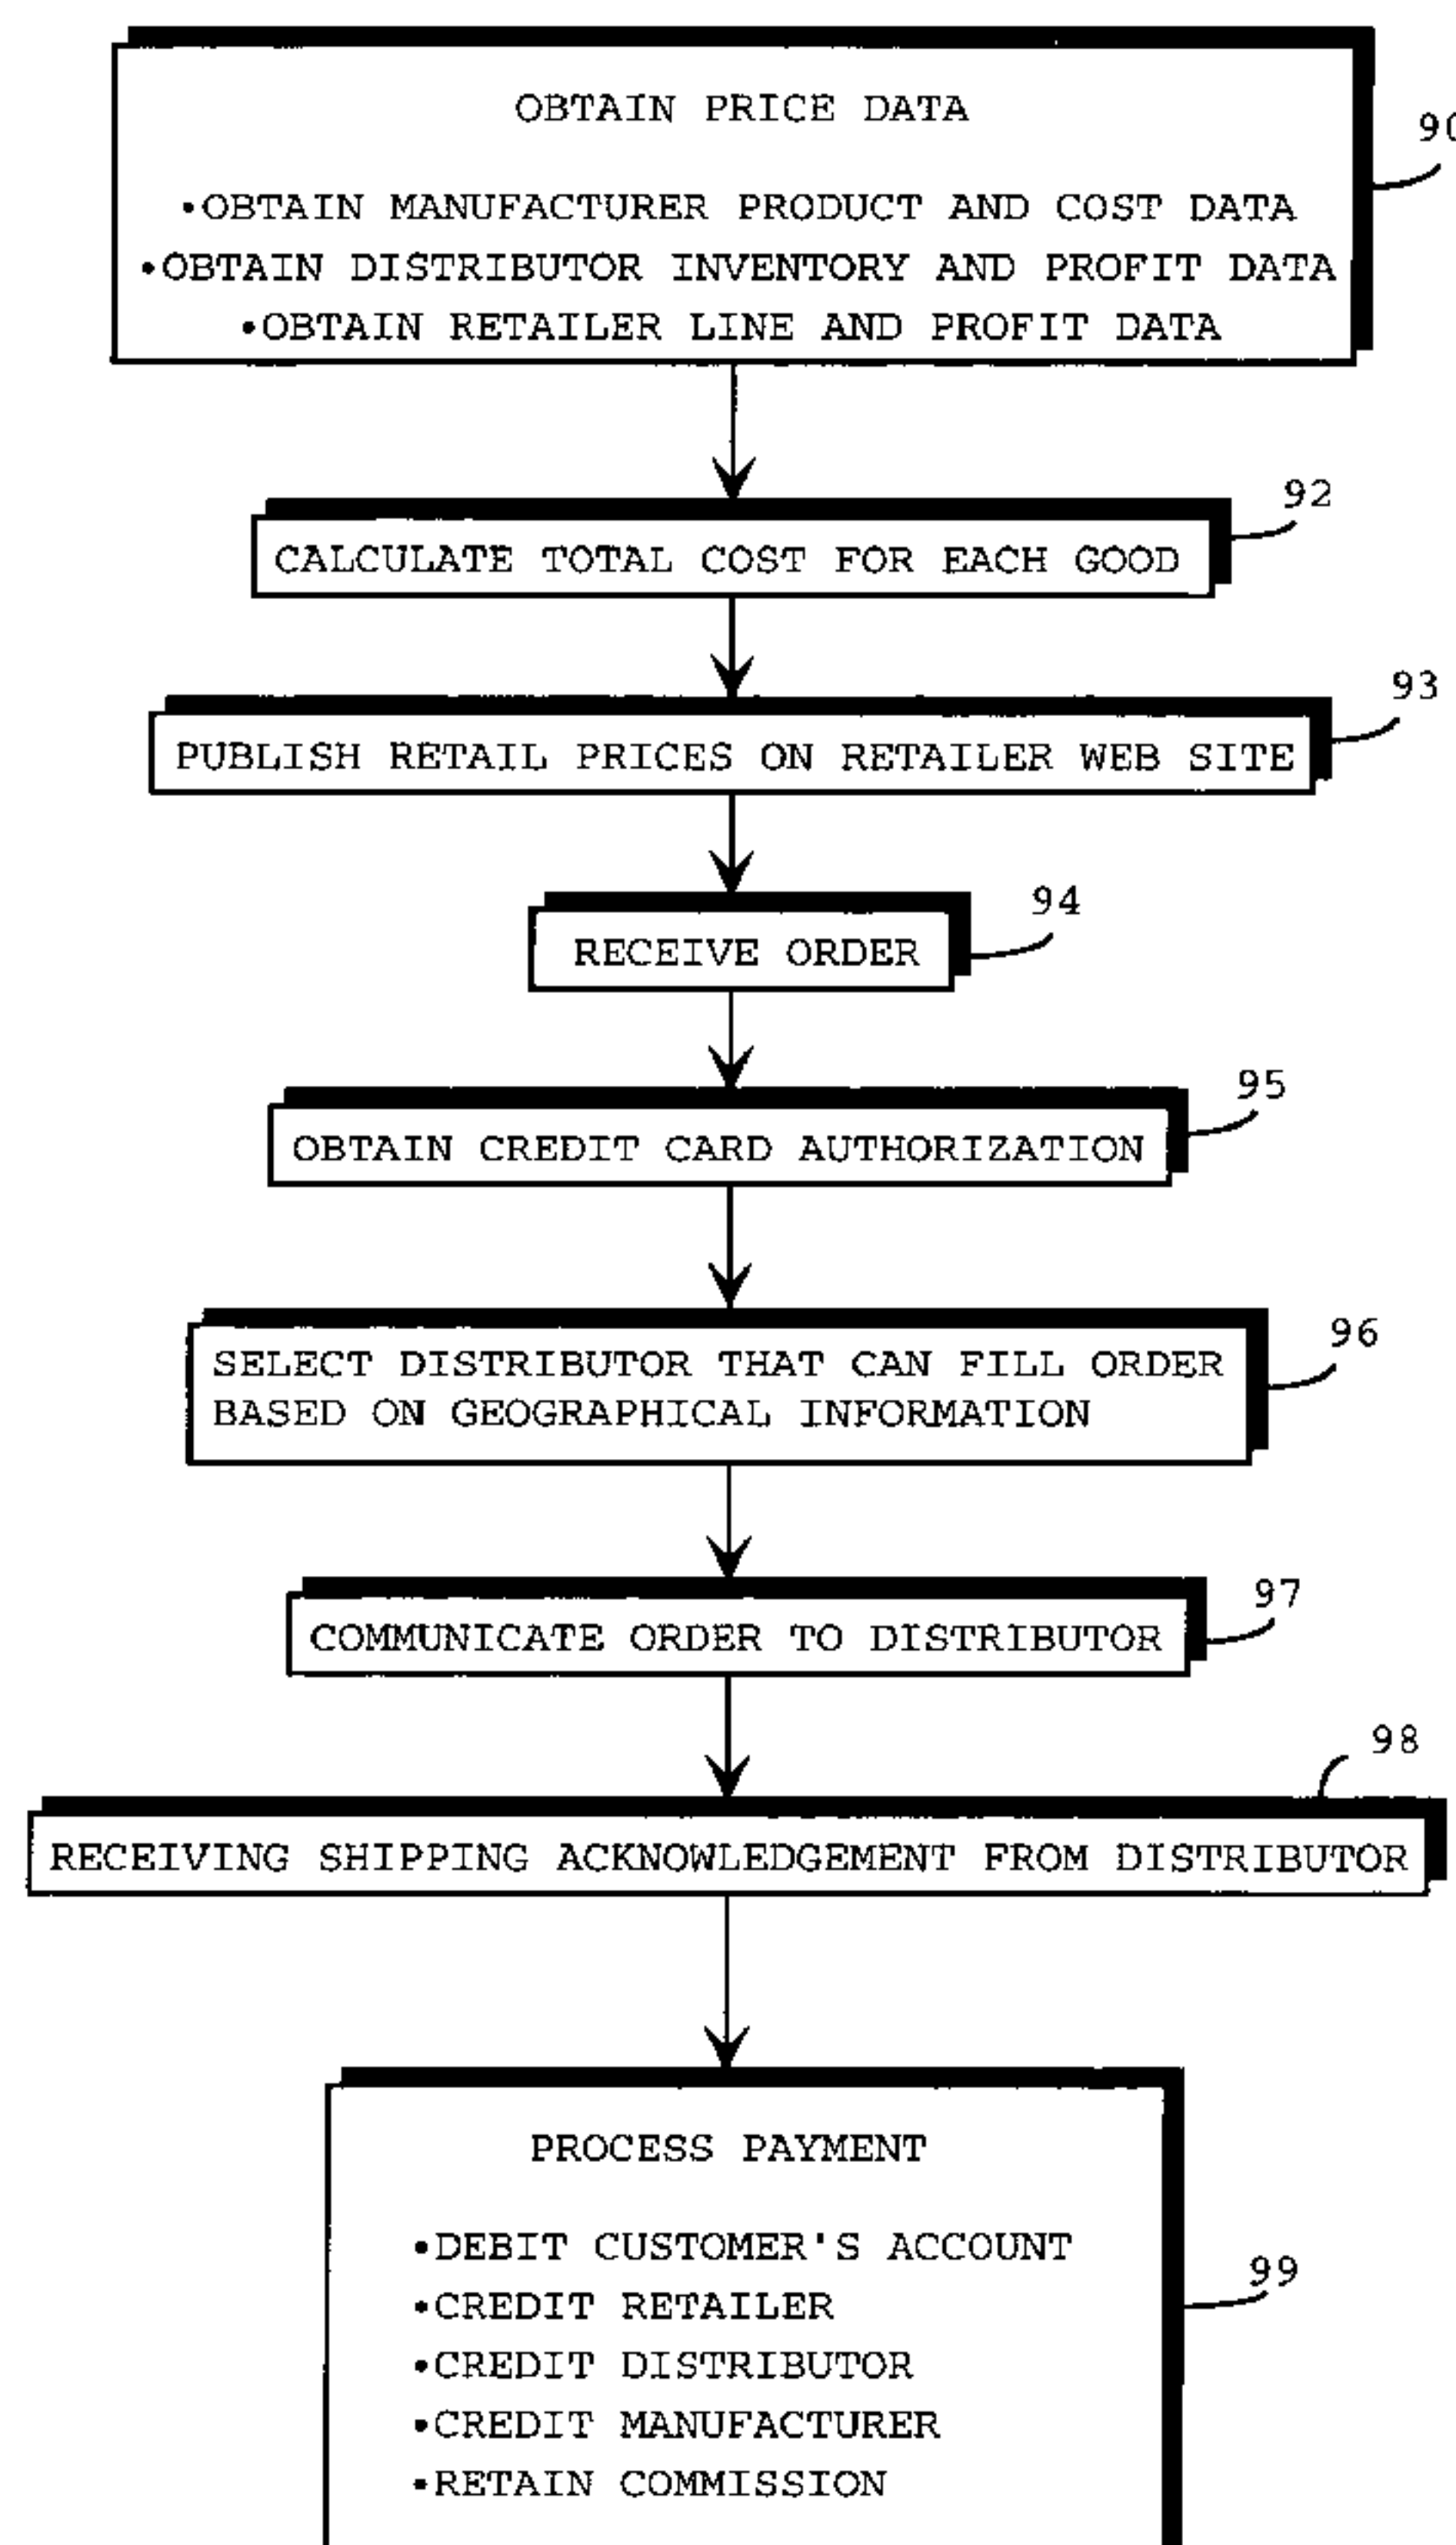 OBTAIN PRICE DATA
90
•OBTAIN MANUFACTURER PRODUCT AND COST DATA
•OBTAIN DISTRIBUTOR INVENTORY AND PROFIT DATA
•OBTAIN RETAILER LINE AND PROFIT DATA
92
CALCULATE TOTAL COST FOR EACH GOOD
93
PUBLISH RETAIL PRICES ON RETAILER WEB SITE
94
RECEIVE ORDER
95
OBTAIN CREDIT CARD AUTHORIZATION
96
SELECT DISTRIBUTOR THAT CAN FILL ORDER
BASED ON GEOGRAPHICAL INFORMATION
97
COMMUNICATE ORDER TO DISTRIBUTOR
98
RECEIVING SHIPPING ACKNOWLEDGEMENT FROM DISTRIBUTOR
PROCESS PAYMENT
•DEBIT CUSTOMER'S ACCOUNT
99
•CREDIT RETAILER
•CREDIT DISTRIBUTOR
•CREDIT MANUFACTURER
•RETAIN COMMISSION